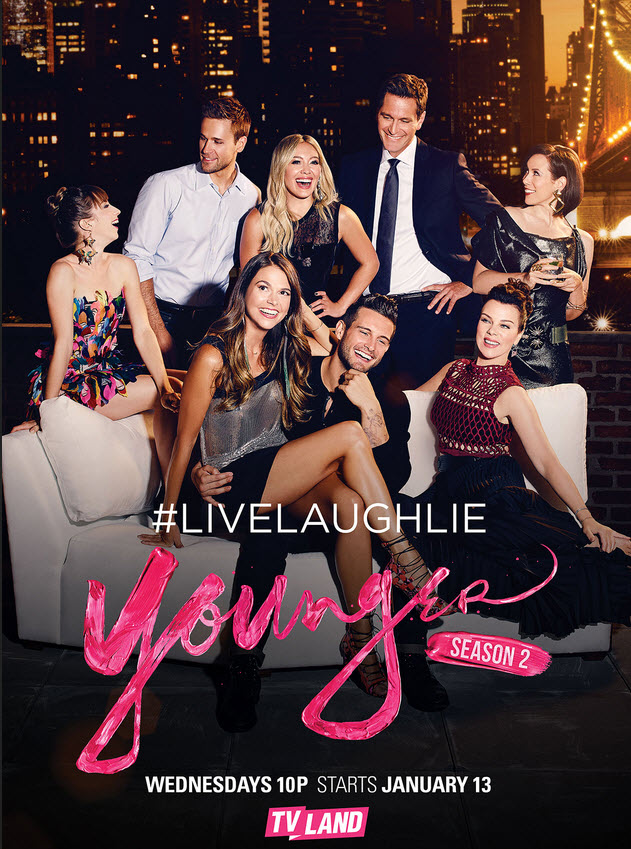 #LIVELAUGHLIE
Younger
SEASON 2
WEDNESDAYS 10P STARTS JANUARY 13
TV LAND